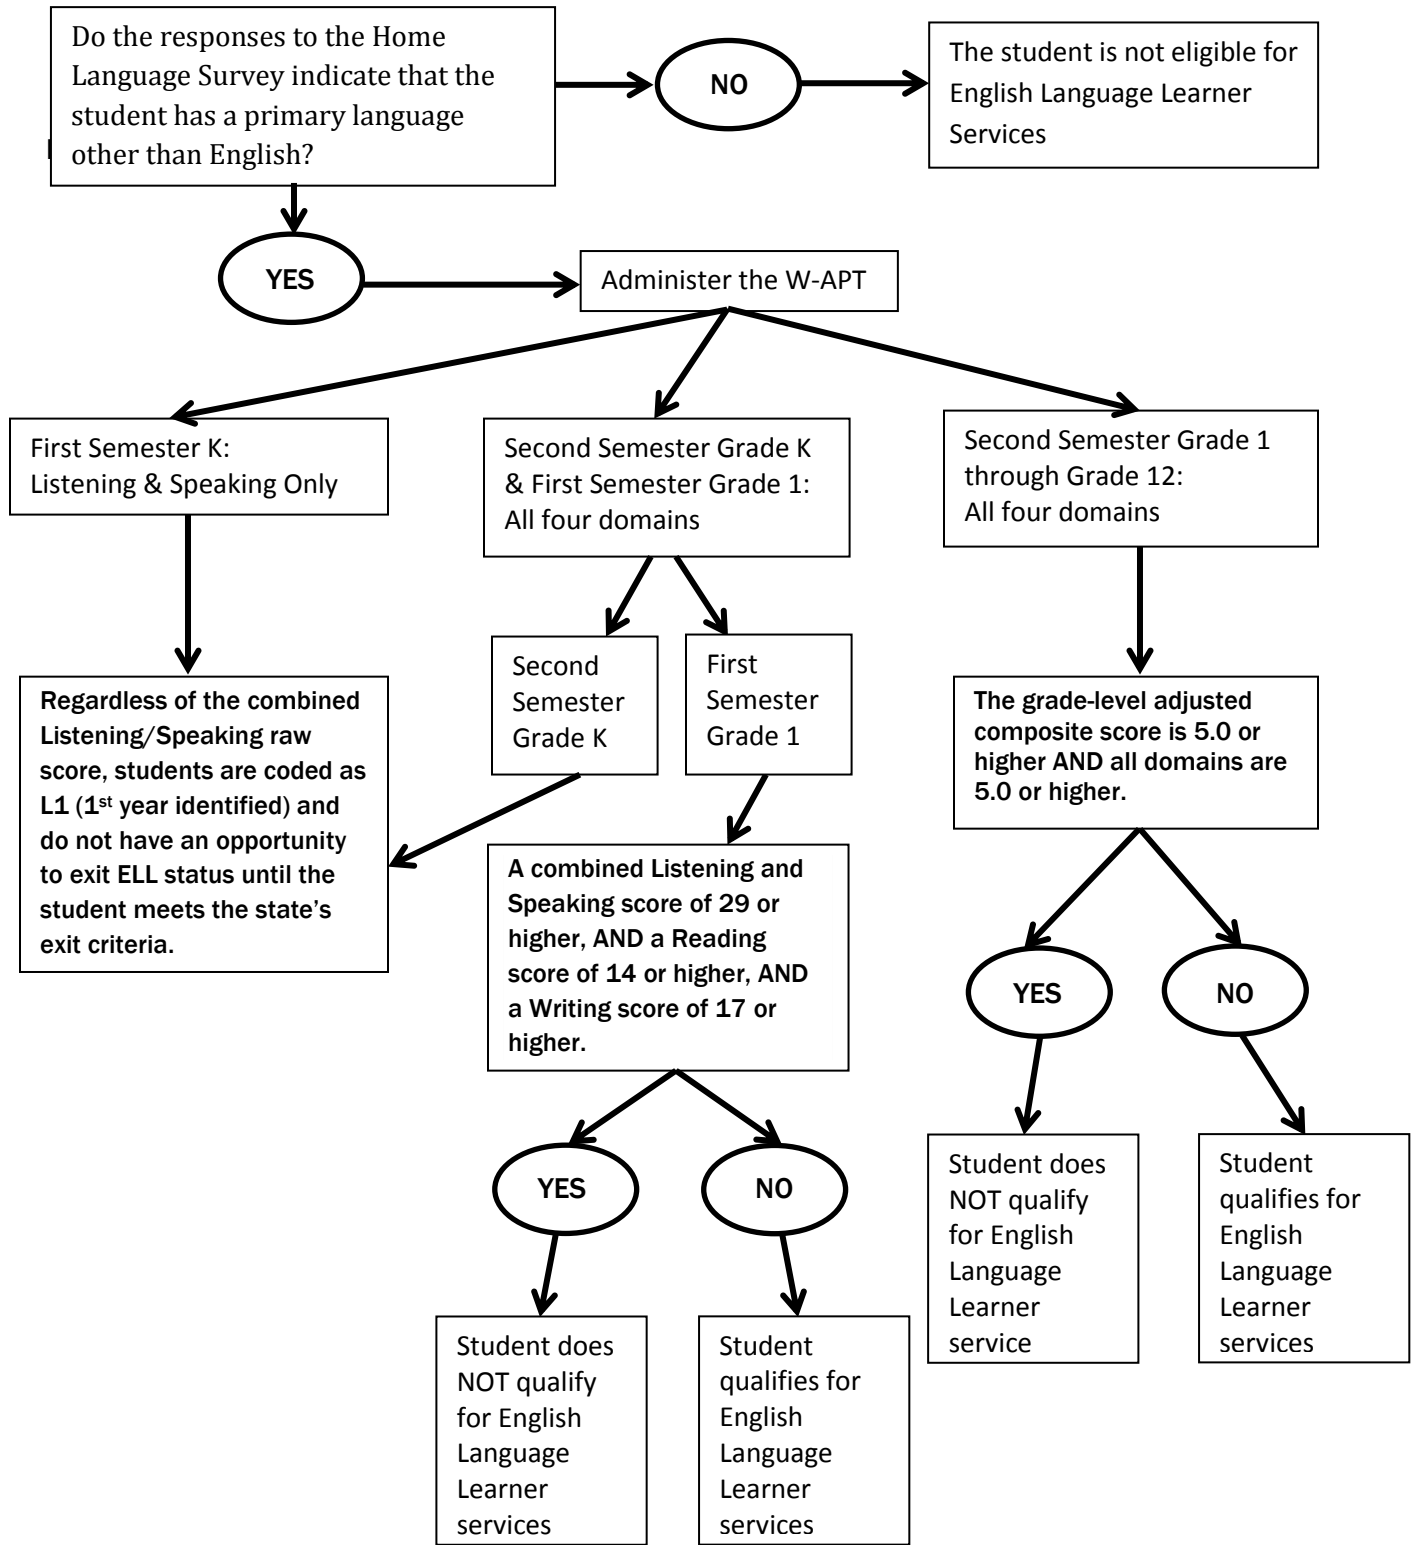 Do the responses to the Home
Language Survey indicate that the
student has a primary language
other than English?
NO
The student is not eligible for
English Language Learner
Services
YES
Administer the W-APT
First Semester K:
Listening & Speaking Only
Second Semester Grade K
& First Semester Grade 1:
All four domains
Second Semester Grade 1
through Grade 12:
All four domains
Second
Semester
Grade K
First
Semester
Grade 1
Regardless of the combined
Listening/Speaking raw
score, students are coded as
L1 (1st year identified) and
do not have an opportunity
to exit ELL status until the
student meets the state's
exit criteria.
The grade-level adjusted
composite score is 5.0 or
higher AND all domains are
5.0 or higher.
A combined Listening and
Speaking score of 29 or
higher, AND a Reading
score of 14 or higher, AND
a Writing score of 17 or
higher.
YES
NO
YES
NO
Student does
NOT qualify
for English
Language
Learner
service
Student
qualifies for
English
Language
Learner
services
Student does
NOT qualify
for English
Language
Learner
services
Student
qualifies for
English
Language
Learner
services